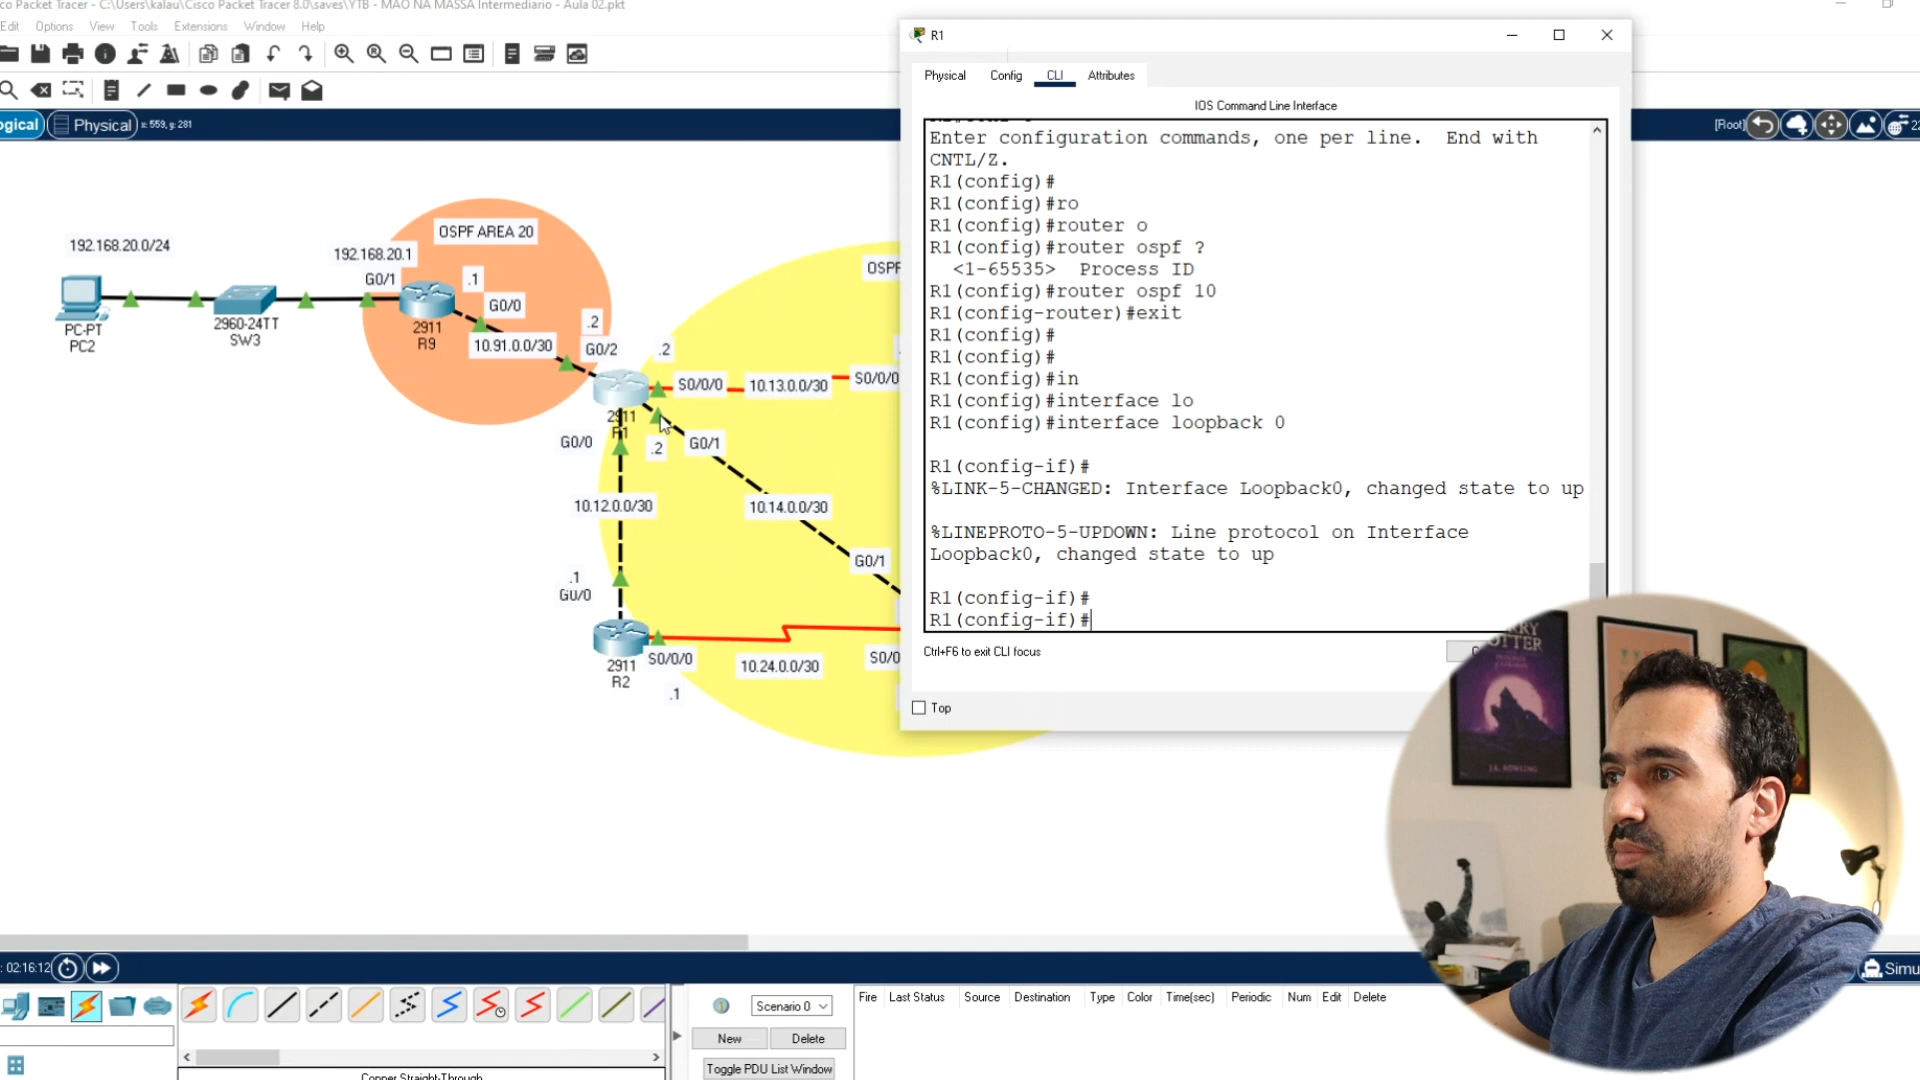 co Packet Tracer - C:\Users\kalau\Cisco Packet Tracer 8.0\saves\YTB - MAO NA MASSA Intermediario - Aula 02.pkt
Edit Options View Tools Extensions Window Help
ogical Physical x: 559, y: 281
[Root]
R1
Physical Config CLI Attributes
IOS Command Line Interface
Enter configuration commands, one per line.  End with
CNTL/Z.
R1(config)#
R1(config)#ro
R1(config)#router o
R1(config)#router ospf ?
<1-65535>  Process ID
R1(config)#router ospf 10
R1(config-router)#exit
R1(config)#
R1(config)#
R1(config)#in
R1(config)#interface lo
R1(config)#interface loopback 0
R1(config-if)#
%LINK-5-CHANGED: Interface Loopback0, changed state to up
%LINEPROTO-5-UPDOWN: Line protocol on Interface
Loopback0, changed state to up
R1(config-if)#
R1(config-if)#
Ctrl+F6 to exit CLI focus
Top
OSPF AREA 20
192.168.20.0/24
192.168.20.1
G0/1
.1
G0/0
PC-PT
PC2
2960-24TT
SW3
2911
R9
10.91.0.0/30
.2
G0/2
OSPF
.2
S0/0/0
10.13.0.0/30
S0/0/0
2911
R1
G0/0
.2
G0/1
10.12.0.0/30
10.14.0.0/30
G0/1
.1
G0/0
2911
R2
S0/0/0
10.24.0.0/30
S0/0
.1
RRY
OTTER
J.K. ROWLING
: 02:16:12
Simu
Scenario 0
New Delete
Toggle PDU List Window
Fire Last Status Source Destination Type Color Time(sec) Periodic Num Edit Delete
Copper Straight-Through